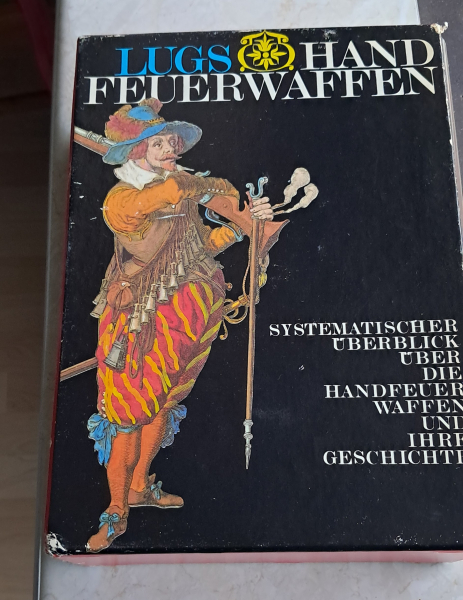 LUGS HAND
FEUERWAFFEN
SYSTEMATISCHER
ÜBERBLICK
ÜBER
DIE
HANDFEUER
WAFFEN
UND
IHRE
GESCHICHTE